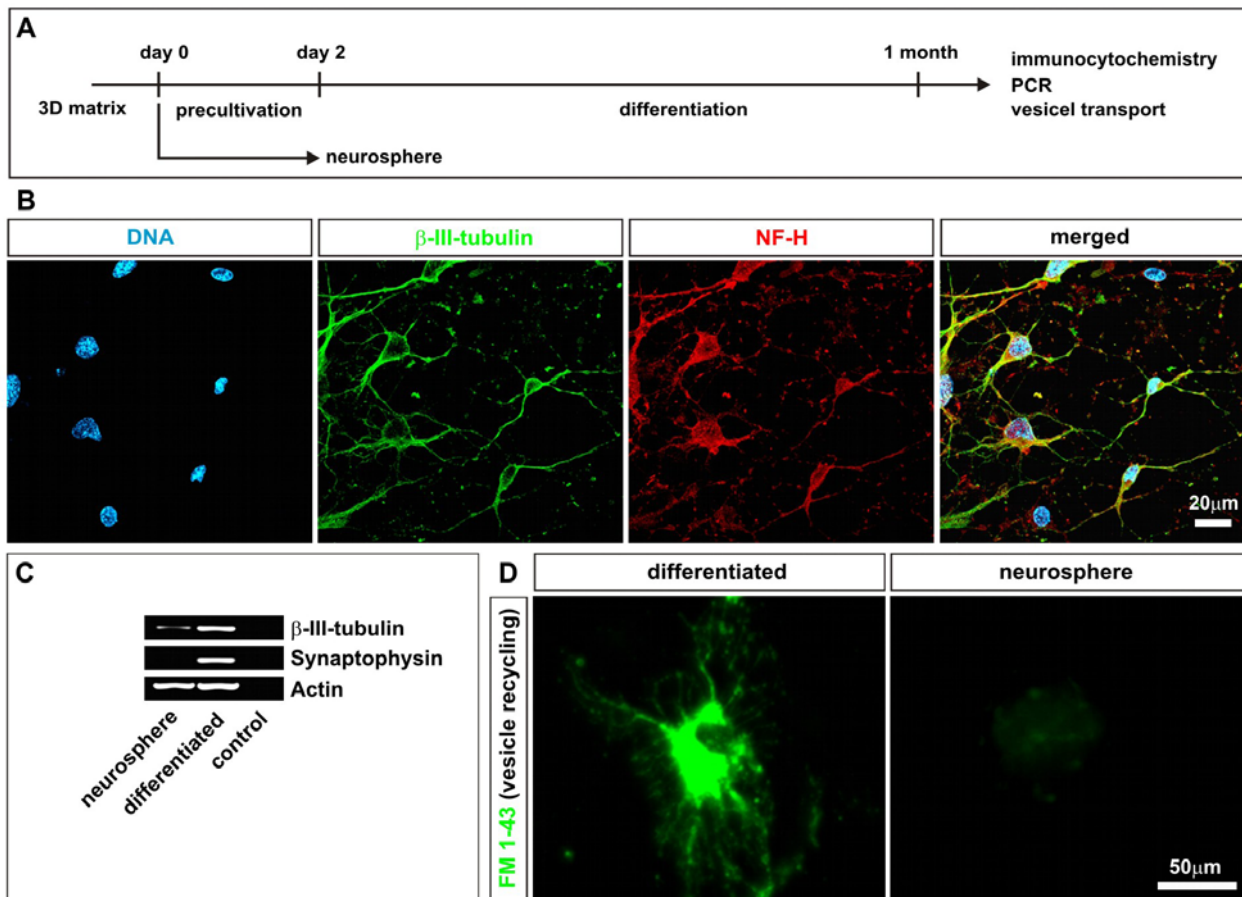 A
day 0
day 2
1 month
3D matrix
precultivation
differentiation
immunocytochemistry
PCR
vesicel transport
neurosphere
B
DNA
β-III-tubulin
NF-H
merged
20μm
C
β-III-tubulin
Synaptophysin
Actin
neurosphere
differentiated
control
D
differentiated
neurosphere
FM 1-43 (vesicle recycling)
50μm